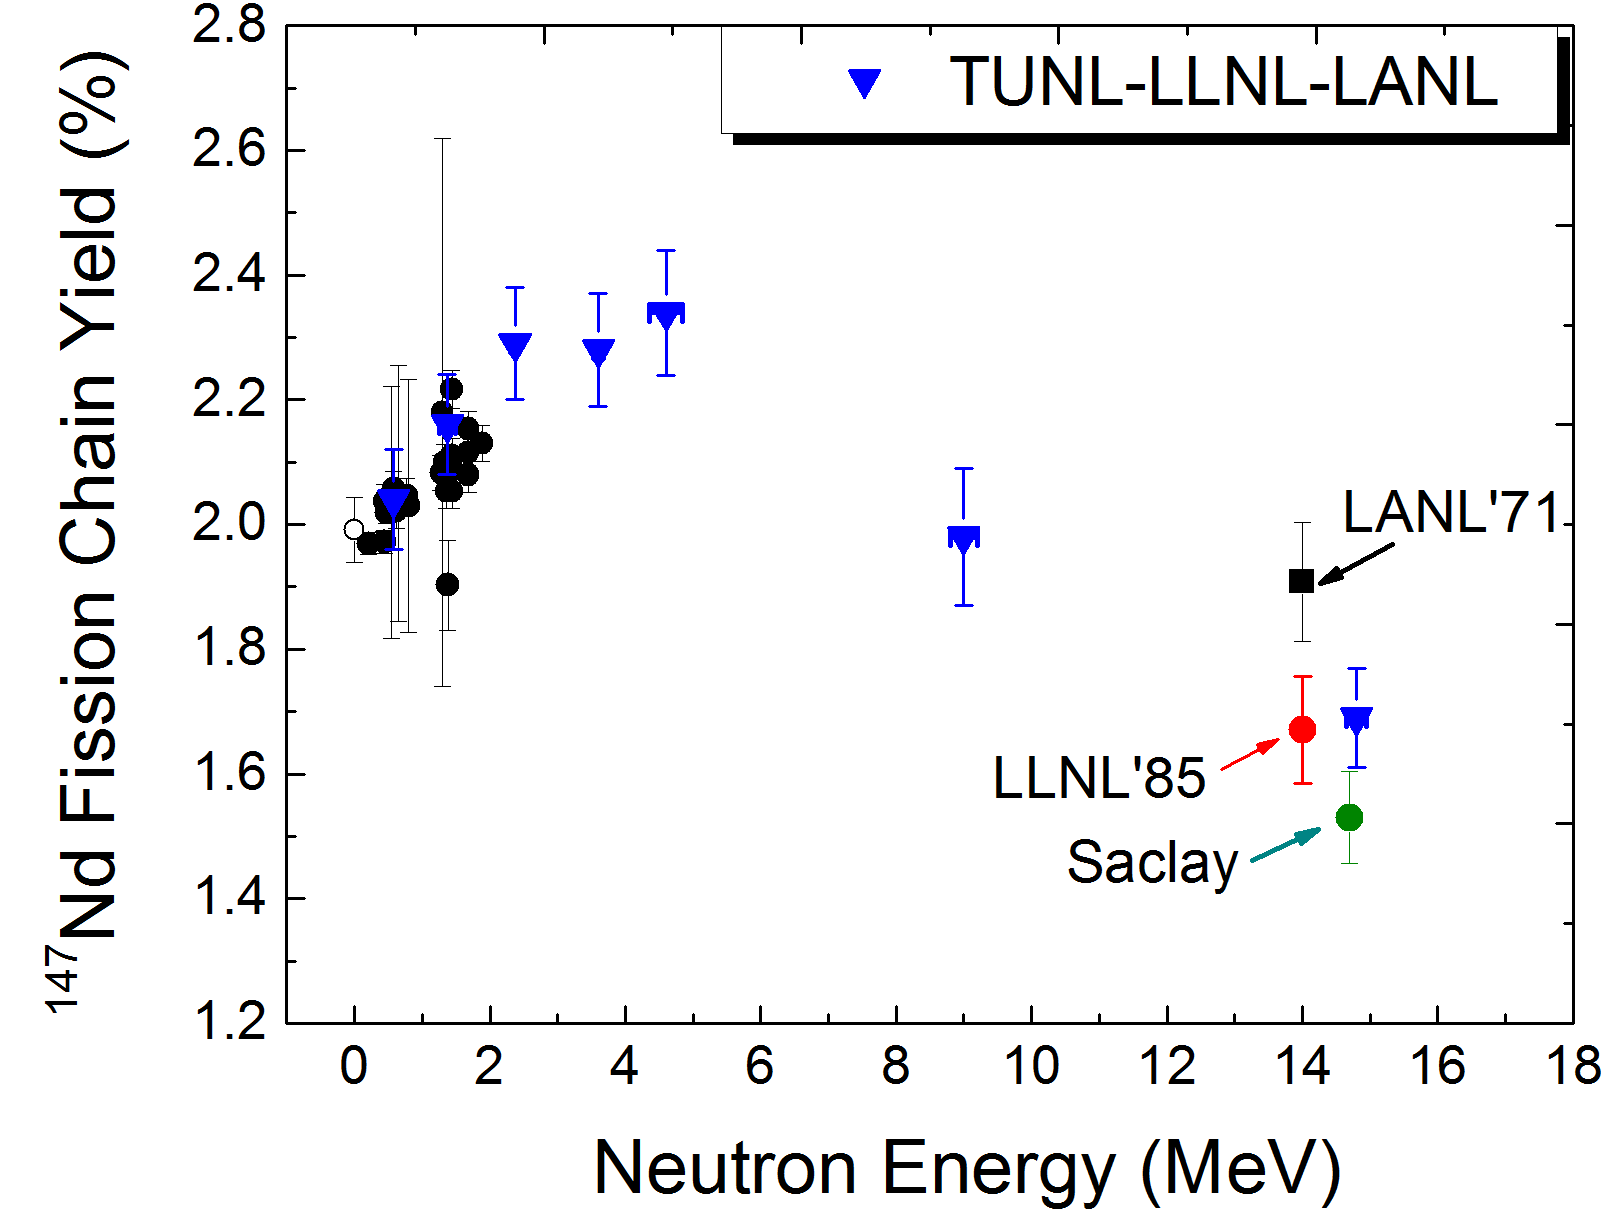 2.8
2.6
2.4
2.2
2.0
1.8
1.6
1.4
1.2
0 2 4 6 8 10 12 14 16 18
Neutron Energy (MeV)
¹⁴⁷Nd Fission Chain Yield (%)
TUNL-LLNL-LANL
LANL'71
LLNL'85
Saclay